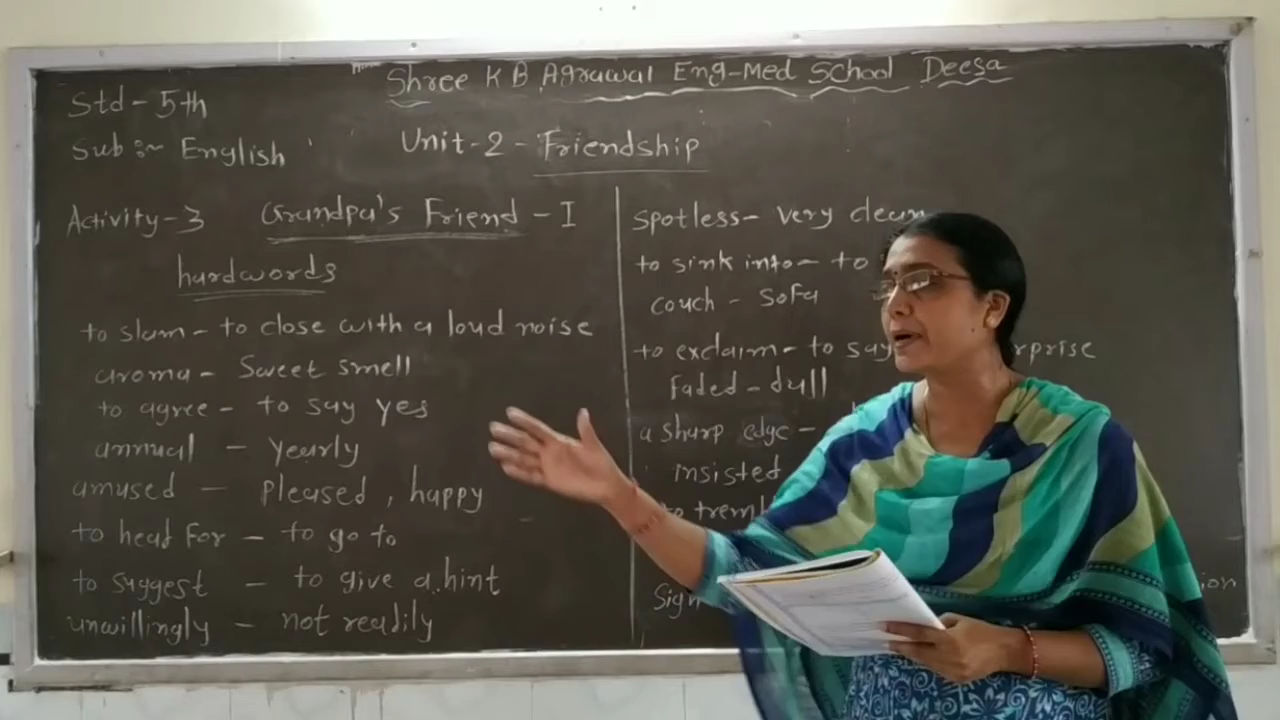 Shree K B Agrawal Eng-Med School Deesa
Std - 5th
Sub :- English
Unit-2 - Friendship
Activity-3 Grandpa's Friend - I
hardwords
to slam - to close with a loud noise
aroma - Sweet smell
to agree - to say yes
annual - yearly
amused - pleased, happy
to head for - to go to
to suggest - to give a hint
unwillingly - not readily
spotless - very clean
to sink into - to
couch - sofa
to exclaim - to say
Faded - dull
a sharp edge -
insisted
to